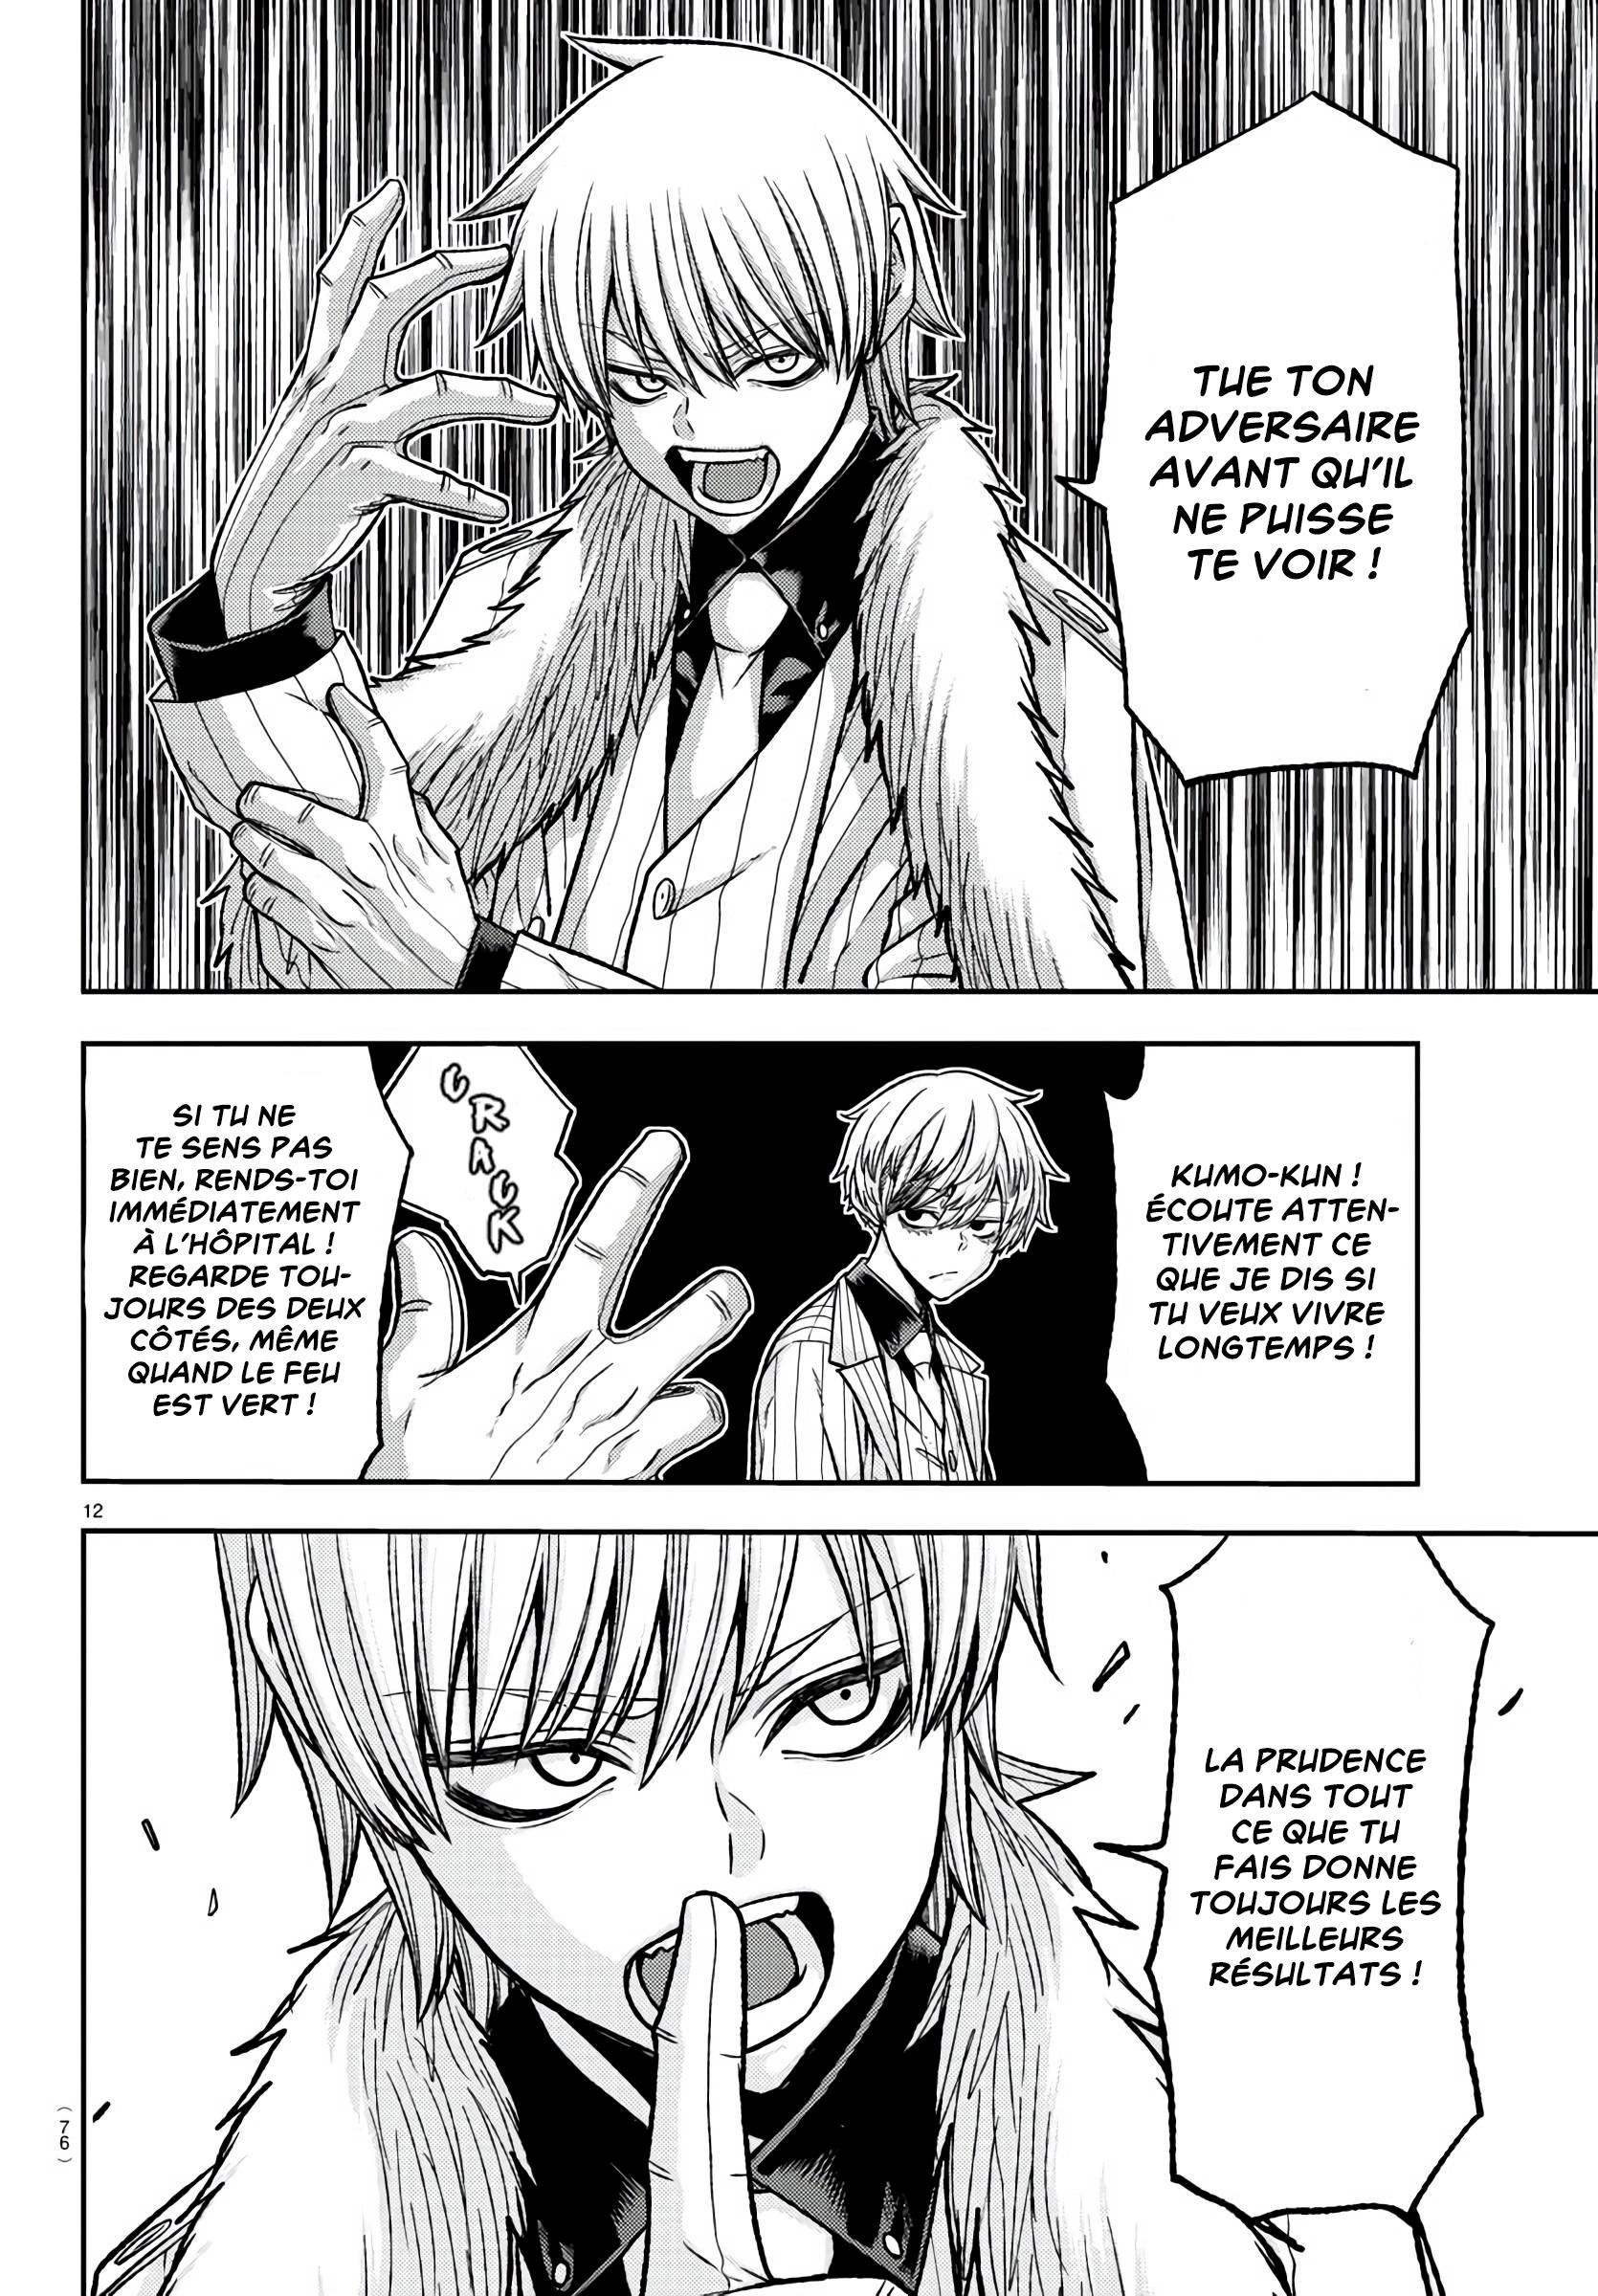 TUE TON
ADVERSAIRE
AVANT QU'IL
NE PUISSE
TE VOIR !
KUMO-KUN !
ÉCOUTE ATTEN-
TIVEMENT CE
QUE JE DIS SI
TU VEUX VIVRE
LONGTEMPS !
CRACK
SI TU NE
TE SENS PAS
BIEN, RENDS-TOI
IMMÉDIATEMENT
À L'HÔPITAL !
REGARDE TOU-
JOURS DES DEUX
CÔTÉS, MÊME
QUAND LE FEU
EST VERT !
12
LA PRUDENCE
DANS TOUT
CE QUE TU
FAIS DONNE
TOUJOURS LES
MEILLEURS
RÉSULTATS !
(76)